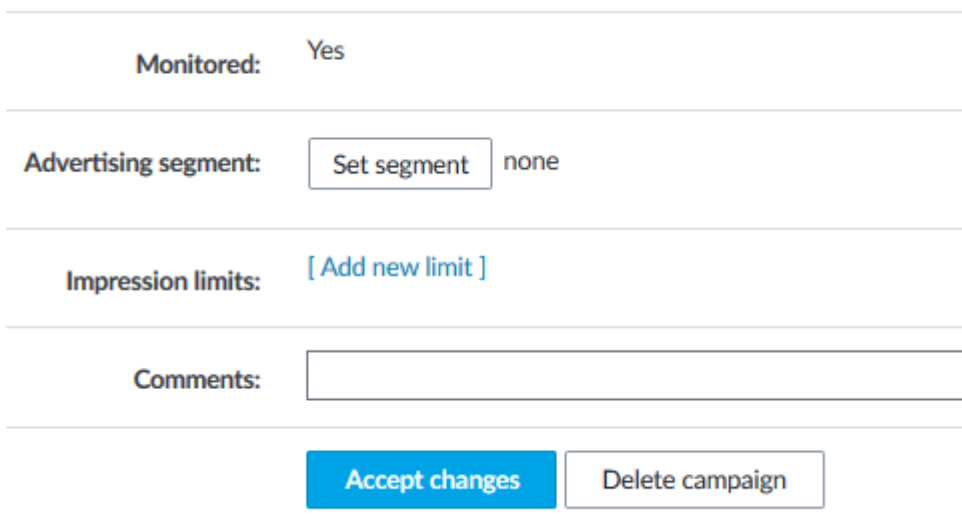 Monitored: Yes
Advertising segment: Set segment none
Impression limits: [ Add new limit ]
Comments:
Accept changes Delete campaign